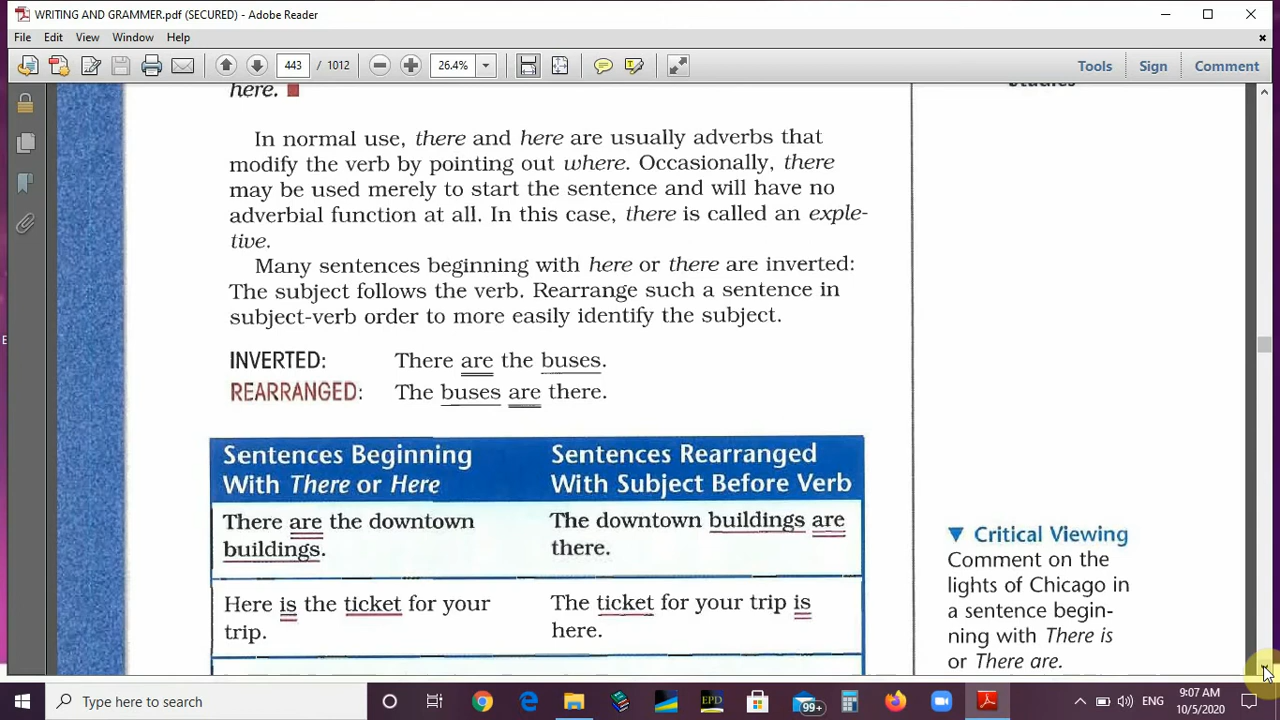 WRITING AND GRAMMER.pdf (SECURED) - Adobe Reader
File Edit View Window Help
443 / 1012 26.4% Tools Sign Comment
here.
In normal use, there and here are usually adverbs that
modify the verb by pointing out where. Occasionally, there
may be used merely to start the sentence and will have no
adverbial function at all. In this case, there is called an exple-
tive.
Many sentences beginning with here or there are inverted:
The subject follows the verb. Rearrange such a sentence in
subject-verb order to more easily identify the subject.
INVERTED: There are the buses.
REARRANGED: The buses are there.
Sentences Beginning
With There or Here
Sentences Rearranged
With Subject Before Verb
There are the downtown
buildings.
The downtown buildings are
there.
Here is the ticket for your
trip.
The ticket for your trip is
here.
▼ Critical Viewing
Comment on the
lights of Chicago in
a sentence begin-
ning with There is
or There are.
Type here to search
EPD
99+
ENG
9:07 AM
10/5/2020